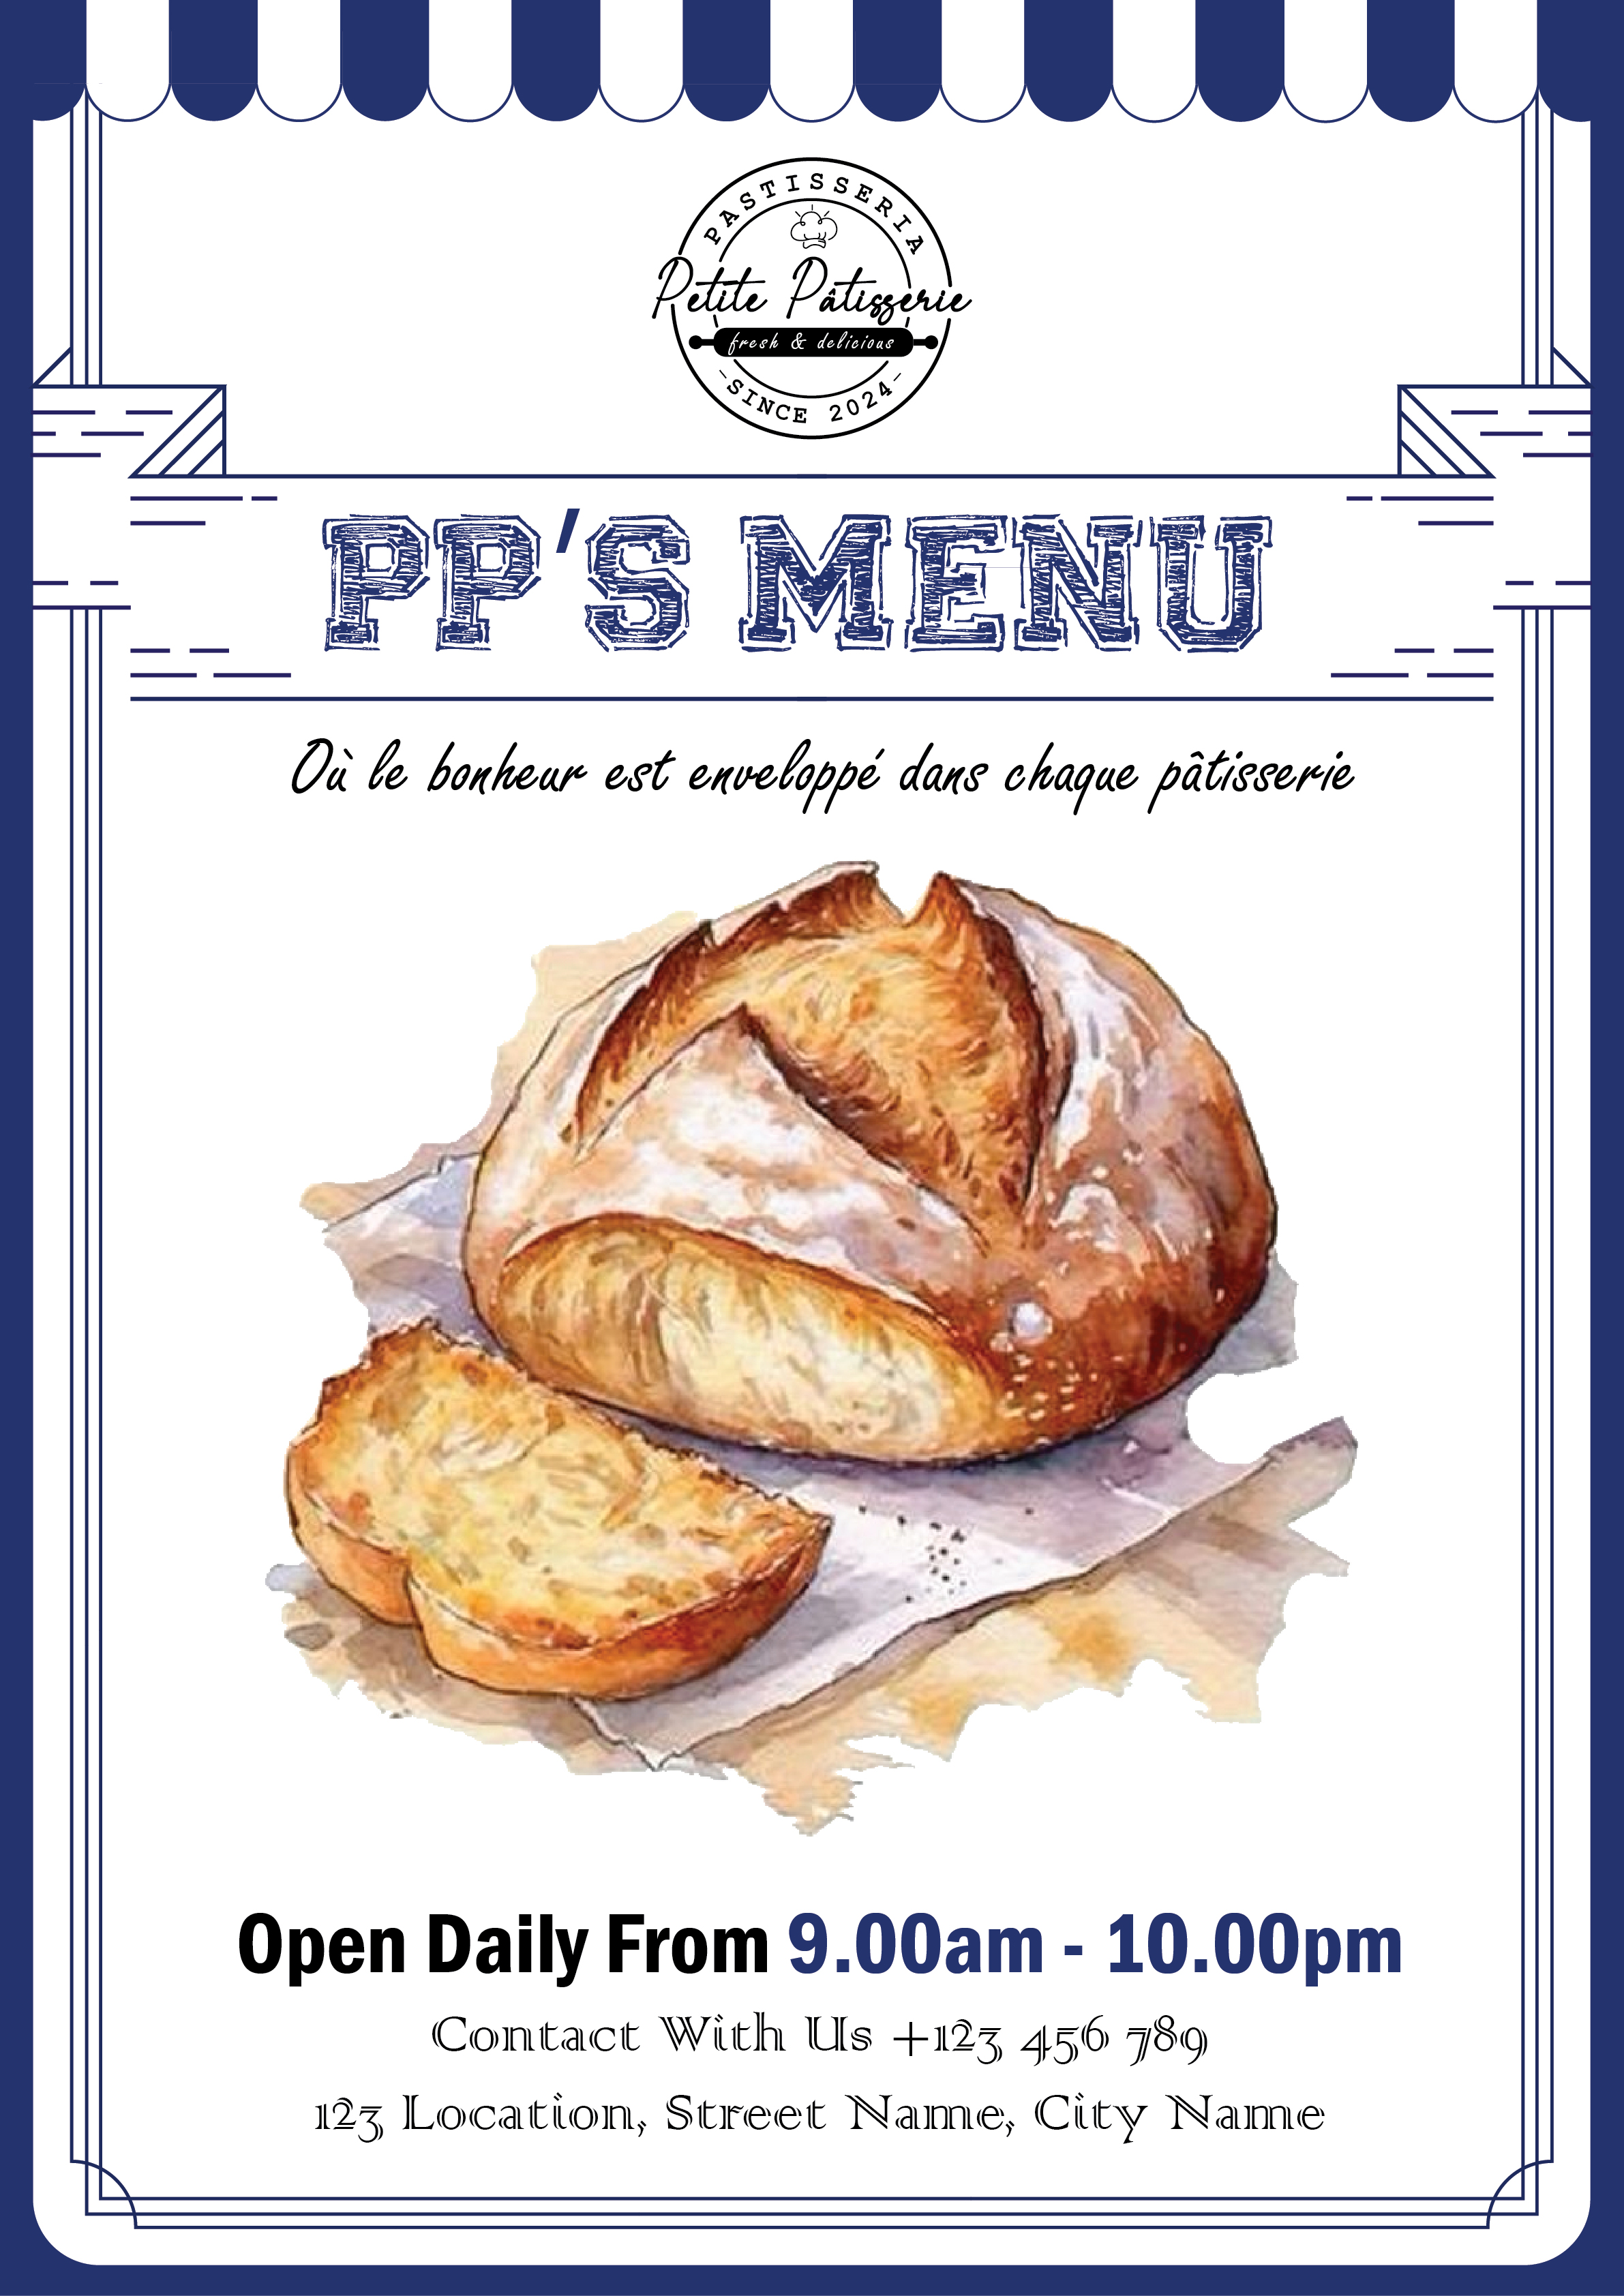 PASTISSERIA
Petite Pâtisserie
fresh & delicious
-SINCE 2024-
PP'S MENU
Où le bonheur est enveloppé dans chaque pâtisserie
Open Daily From 9.00am - 10.00pm
Contact With Us +123 456 789
123 Location, Street Name, City Name